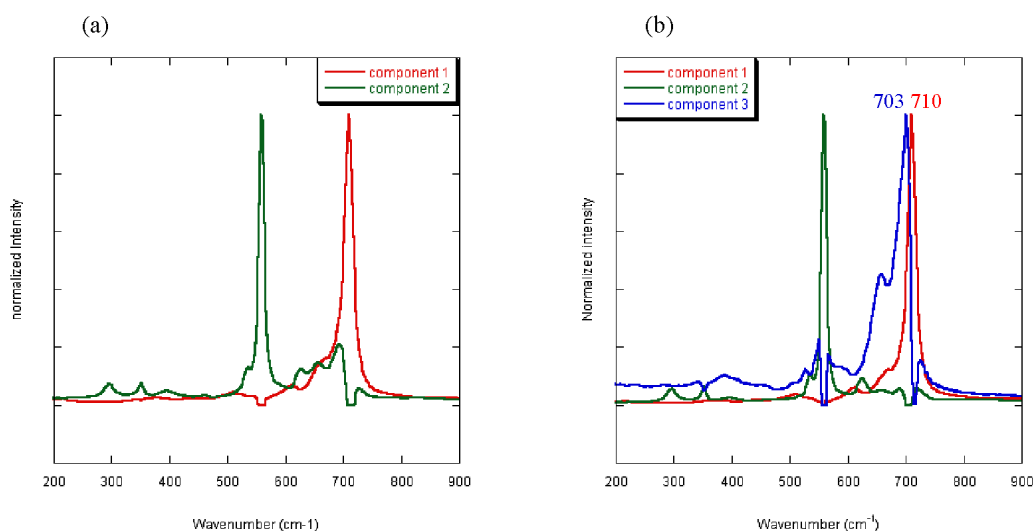 (a)
component 1
component 2
normalized Intensity
200 300 400 500 600 700 800 900
Wavenumber (cm-1)
(b)
component 1
component 2
component 3
703 710
Normalized intensity
200 300 400 500 600 700 800 900
Wavenumber (cm⁻¹)